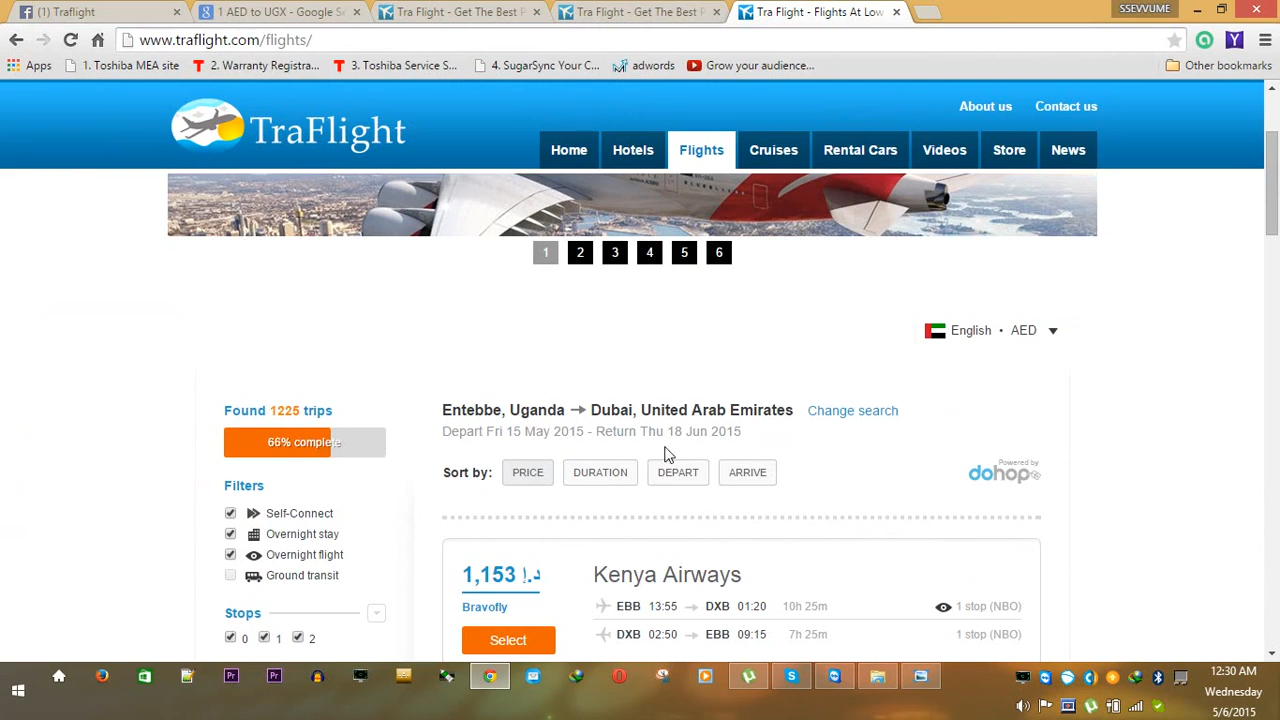 SSEVVUME
(1) Traflight
1 AED to UGX - Google Se
Tra Flight - Get The Best P
Tra Flight - Get The Best P
Tra Flight - Flights At Low
www.traflight.com/flights/
Apps
1. Toshiba MEA site
2. Warranty Registra...
3. Toshiba Service S...
4. SugarSync Your C...
adwords
Grow your audience...
Other bookmarks
About us
Contact us
TraFlight
Home
Hotels
Flights
Cruises
Rental Cars
Videos
Store
News
1 2 3 4 5 6
English • AED
Found 1225 trips
66% complete
Entebbe, Uganda → Dubai, United Arab Emirates
Change search
Depart Fri 15 May 2015 - Return Thu 18 Jun 2015
Sort by: PRICE DURATION DEPART ARRIVE
Powered by
dohop
Filters
Self-Connect
Overnight stay
Overnight flight
Ground transit
Stops
0 1 2
1,153 د.إ
Bravofly
Select
Kenya Airways
EBB 13:55 → DXB 01:20 10h 25m 1 stop (NBO)
DXB 02:50 → EBB 09:15 7h 25m 1 stop (NBO)
12:30 AM
Wednesday
5/6/2015